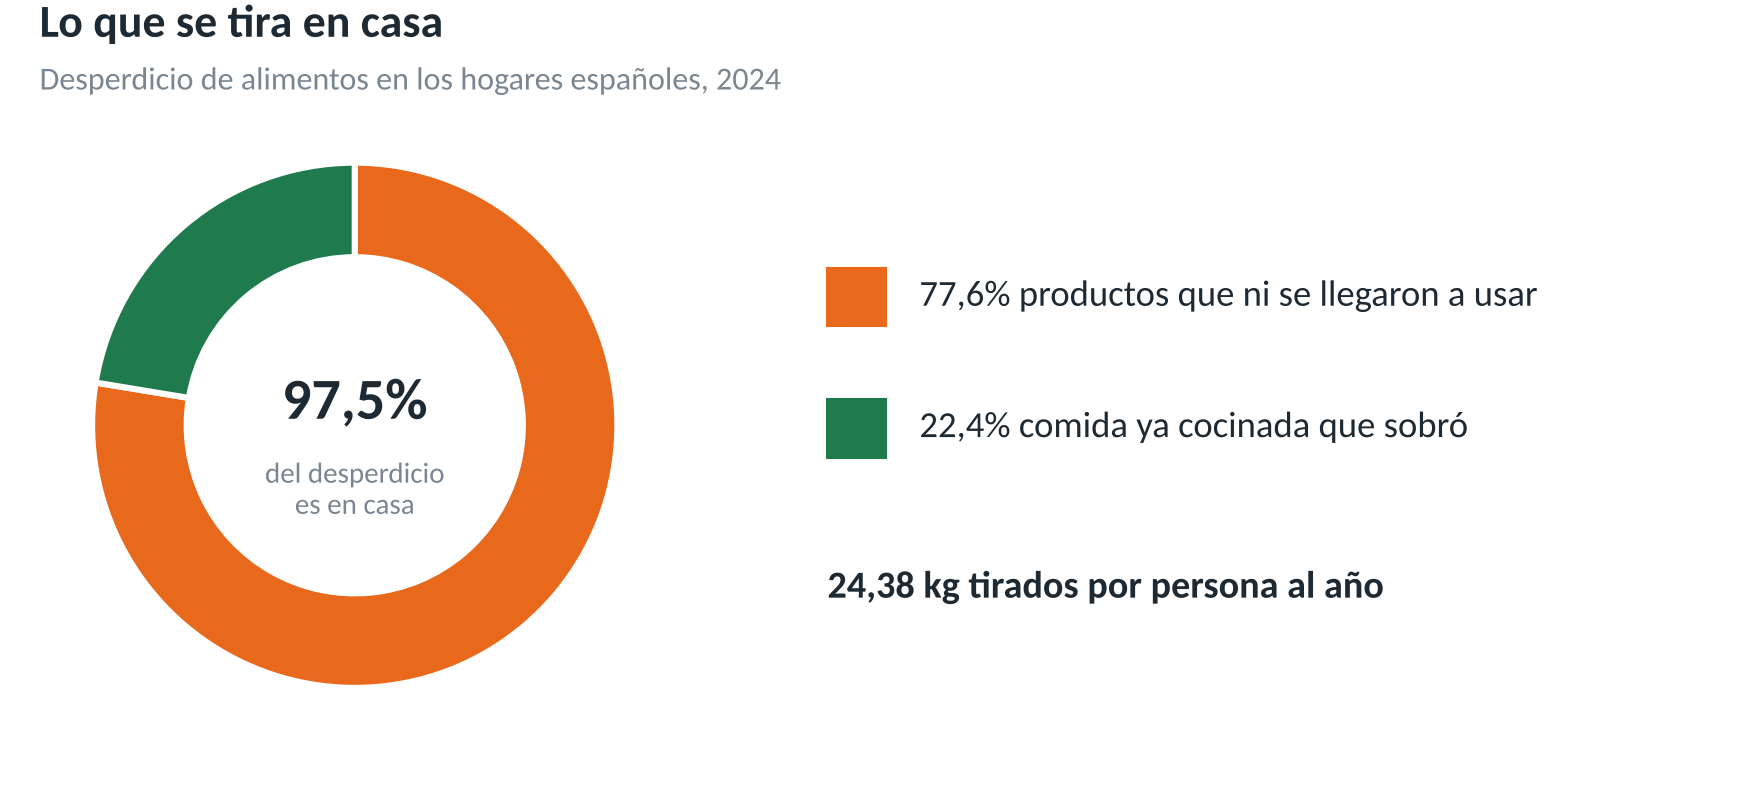 Lo que se tira en casa
Desperdicio de alimentos en los hogares españoles, 2024
97,5%
del desperdicio
es en casa
77,6% productos que ni se llegaron a usar
22,4% comida ya cocinada que sobró
24,38 kg tirados por persona al año